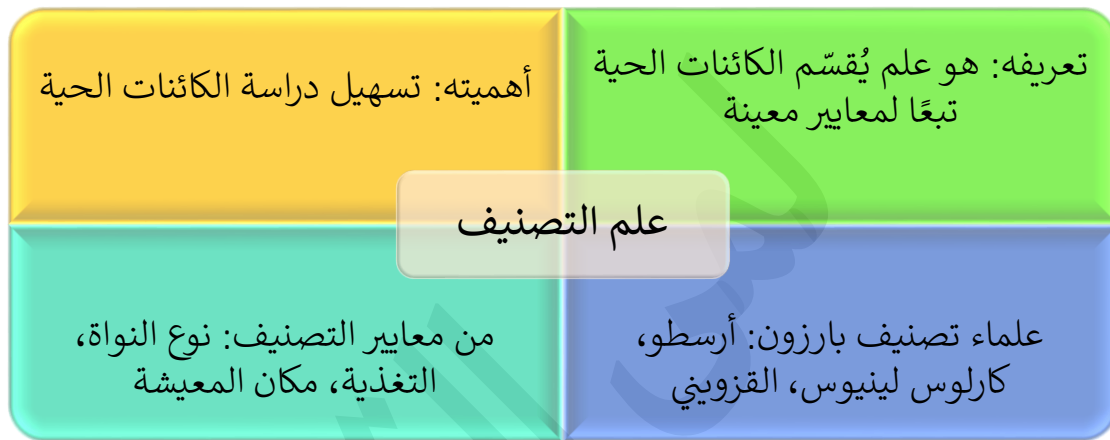 تعريفه: هو علم يُقسّم الكائنات الحية
تبعًا لمعايير معينة
أهميته: تسهيل دراسة الكائنات الحية
علم التصنيف
علماء تصنيف بارزون: أرسطو،
كارلوس لينيوس، القزويني
من معايير التصنيف: نوع النواة،
التغذية، مكان المعيشة